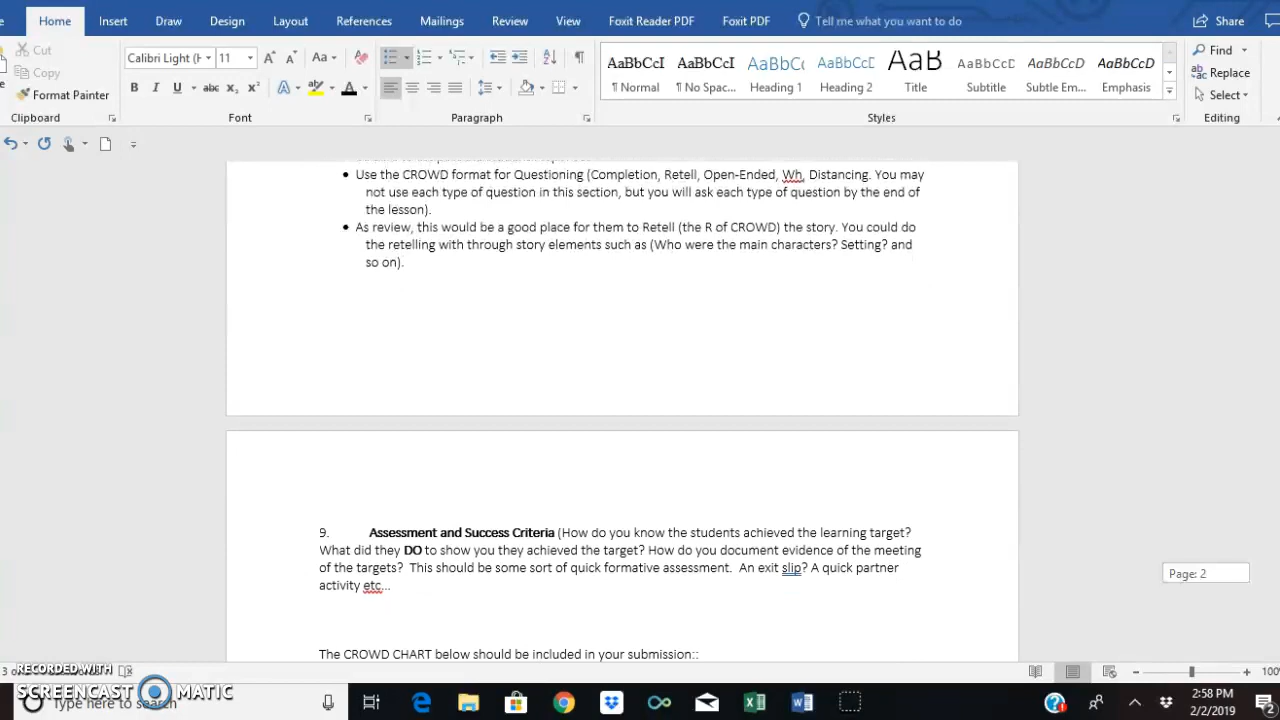 Home Insert Draw Design Layout References Mailings Review View Foxit Reader PDF Foxit PDF Tell me what you want to do Share
Cut
Copy
Format Painter
Clipboard
Calibri Light (H 11
Font
Paragraph
AaBbCcI AaBbCcI AaBbC( AaBbCcD AaB AaBbCcD AaBbCcD AaBbCcD
¶ Normal ¶ No Spac... Heading 1 Heading 2 Title Subtitle Subtle Em... Emphasis
Styles
Find
Replace
Select
Editing
• Use the CROWD format for Questioning (Completion, Retell, Open-Ended, Wh, Distancing. You may
not use each type of question in this section, but you will ask each type of question by the end of
the lesson).
• As review, this would be a good place for them to Retell (the R of CROWD) the story. You could do
the retelling with through story elements such as (Who were the main characters? Setting? and
so on).
9. Assessment and Success Criteria (How do you know the students achieved the learning target?
What did they DO to show you they achieved the target? How do you document evidence of the meeting
of the targets? This should be some sort of quick formative assessment. An exit slip? A quick partner
activity etc...
Page: 2
The CROWD CHART below should be included in your submission::
100%
RECORDED WITH
SCREENCAST MATIC
Type here to search
2:58 PM
2/2/2019